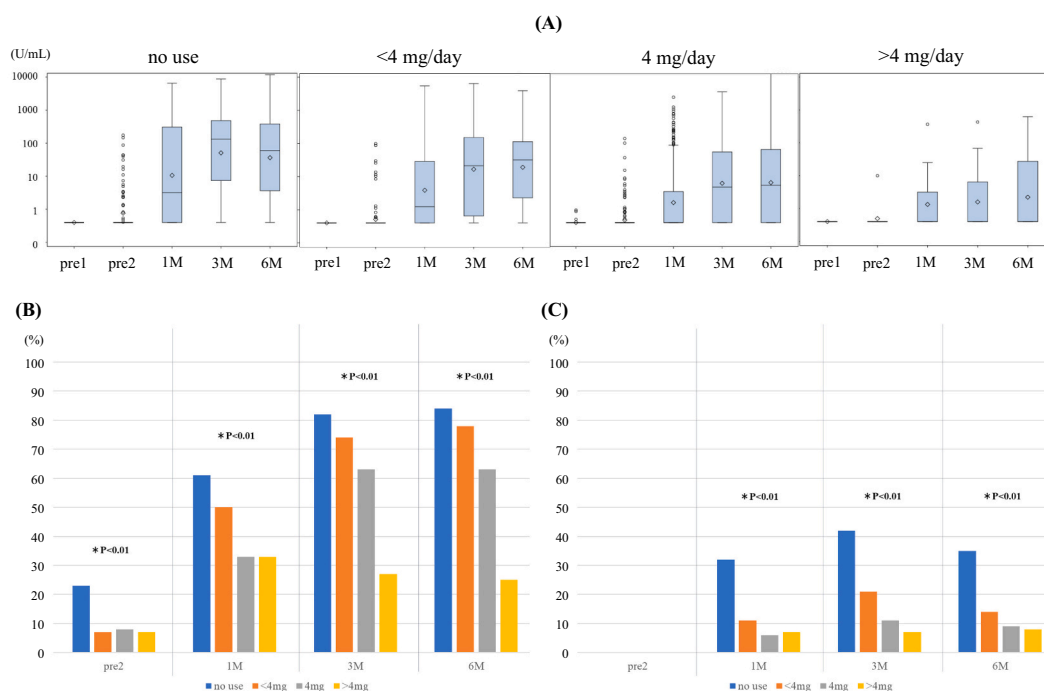 (A)
(U/mL)
no use
<4 mg/day
4 mg/day
>4 mg/day
10000
1000
100
10
1
0
pre1 pre2 1M 3M 6M
pre1 pre2 1M 3M 6M
pre1 pre2 1M 3M 6M
pre1 pre2 1M 3M 6M
(B)
(%)
100
90
80
70
60
50
40
30
20
10
0
*P<0.01
*P<0.01
*P<0.01
*P<0.01
pre2 1M 3M 6M
no use <4mg 4mg >4mg
(C)
(%)
100
90
80
70
60
50
40
30
20
10
0
*P<0.01
*P<0.01
*P<0.01
pre2 1M 3M 6M
no use <4mg 4mg >4mg